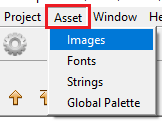 Project Asset Window
Images
Fonts
Strings
Global Palette